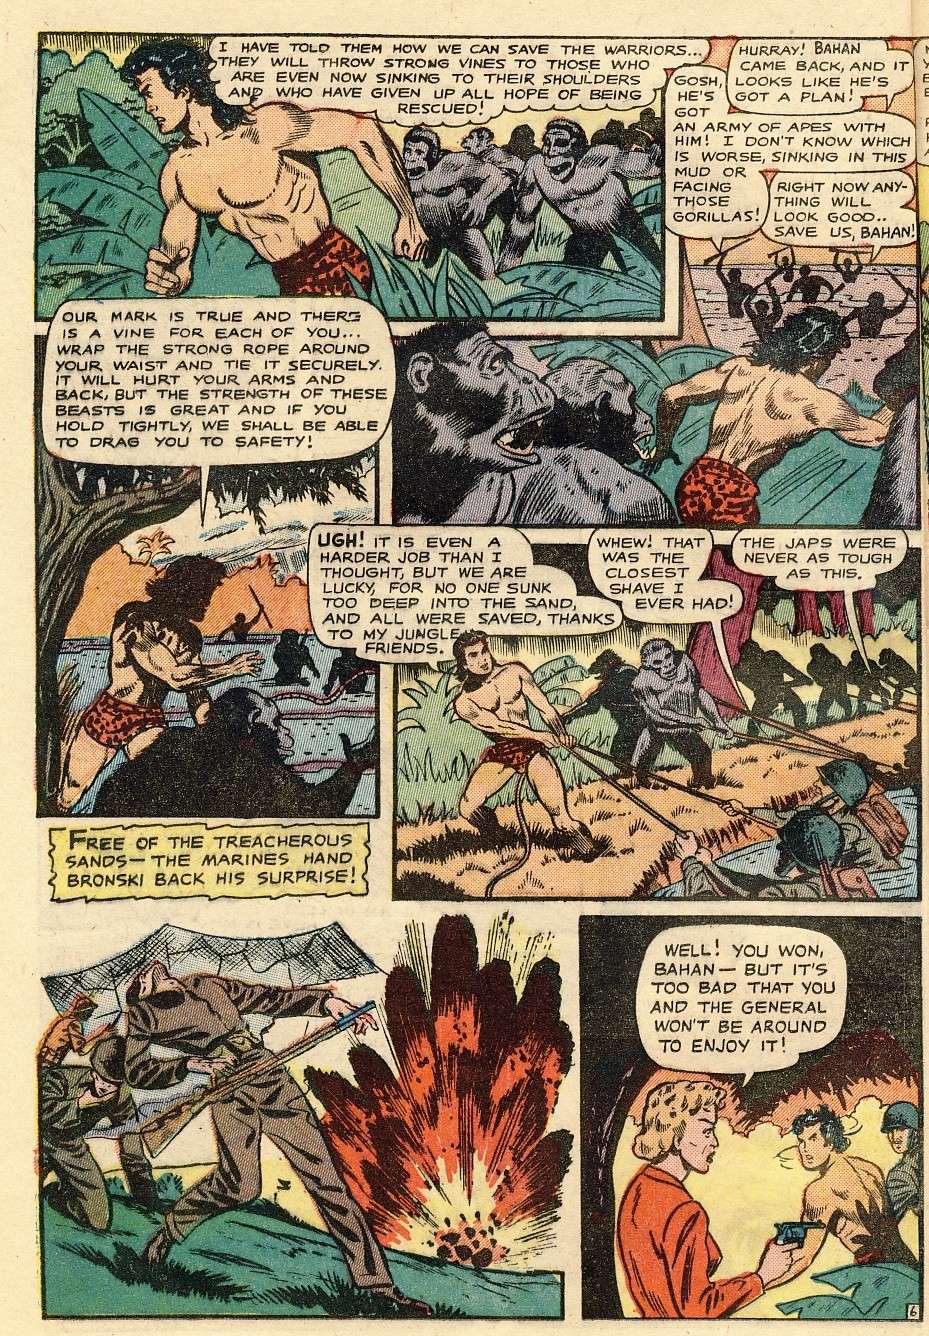 I HAVE TOLD THEM HOW WE CAN SAVE THE WARRIORS...
THEY WILL THROW STRONG VINES TO THOSE WHO
ARE EVEN NOW SINKING TO THEIR SHOULDERS
AND WHO HAVE GIVEN UP ALL HOPE OF BEING
RESCUED!
HURRAY! BAHAN
CAME BACK, AND IT
LOOKS LIKE HE'S
GOT A PLAN!
GOSH,
HE'S
GOT
AN ARMY OF APES WITH
HIM! I DON'T KNOW WHICH
IS WORSE, SINKING IN THIS
MUD OR
FACING
THOSE
GORILLAS!
RIGHT NOW ANY-
THING WILL
LOOK GOOD..
SAVE US, BAHAN!
OUR MARK IS TRUE AND THERE
IS A VINE FOR EACH OF YOU...
WRAP THE STRONG ROPE AROUND
YOUR WAIST AND TIE IT SECURELY.
IT WILL HURT YOUR ARMS AND
BACK, BUT THE STRENGTH OF THESE
BEASTS IS GREAT AND IF YOU
HOLD TIGHTLY, WE SHALL BE ABLE
TO DRAG YOU TO SAFETY!
UGH! IT IS EVEN A
HARDER JOB THAN I
THOUGHT, BUT WE ARE
LUCKY, FOR NO ONE SUNK
TOO DEEP INTO THE SAND,
AND ALL WERE SAVED, THANKS
TO MY JUNGLE
FRIENDS.
WHEW! THAT
WAS THE
CLOSEST
SHAVE I
EVER HAD!
THE JAPS WERE
NEVER AS TOUGH
AS THIS.
FREE OF THE TREACHEROUS
SANDS— THE MARINES HAND
BRONSKI BACK HIS SURPRISE!
WELL! YOU WON,
BAHAN— BUT IT'S
TOO BAD THAT YOU
AND THE GENERAL
WON'T BE AROUND
TO ENJOY IT!
6